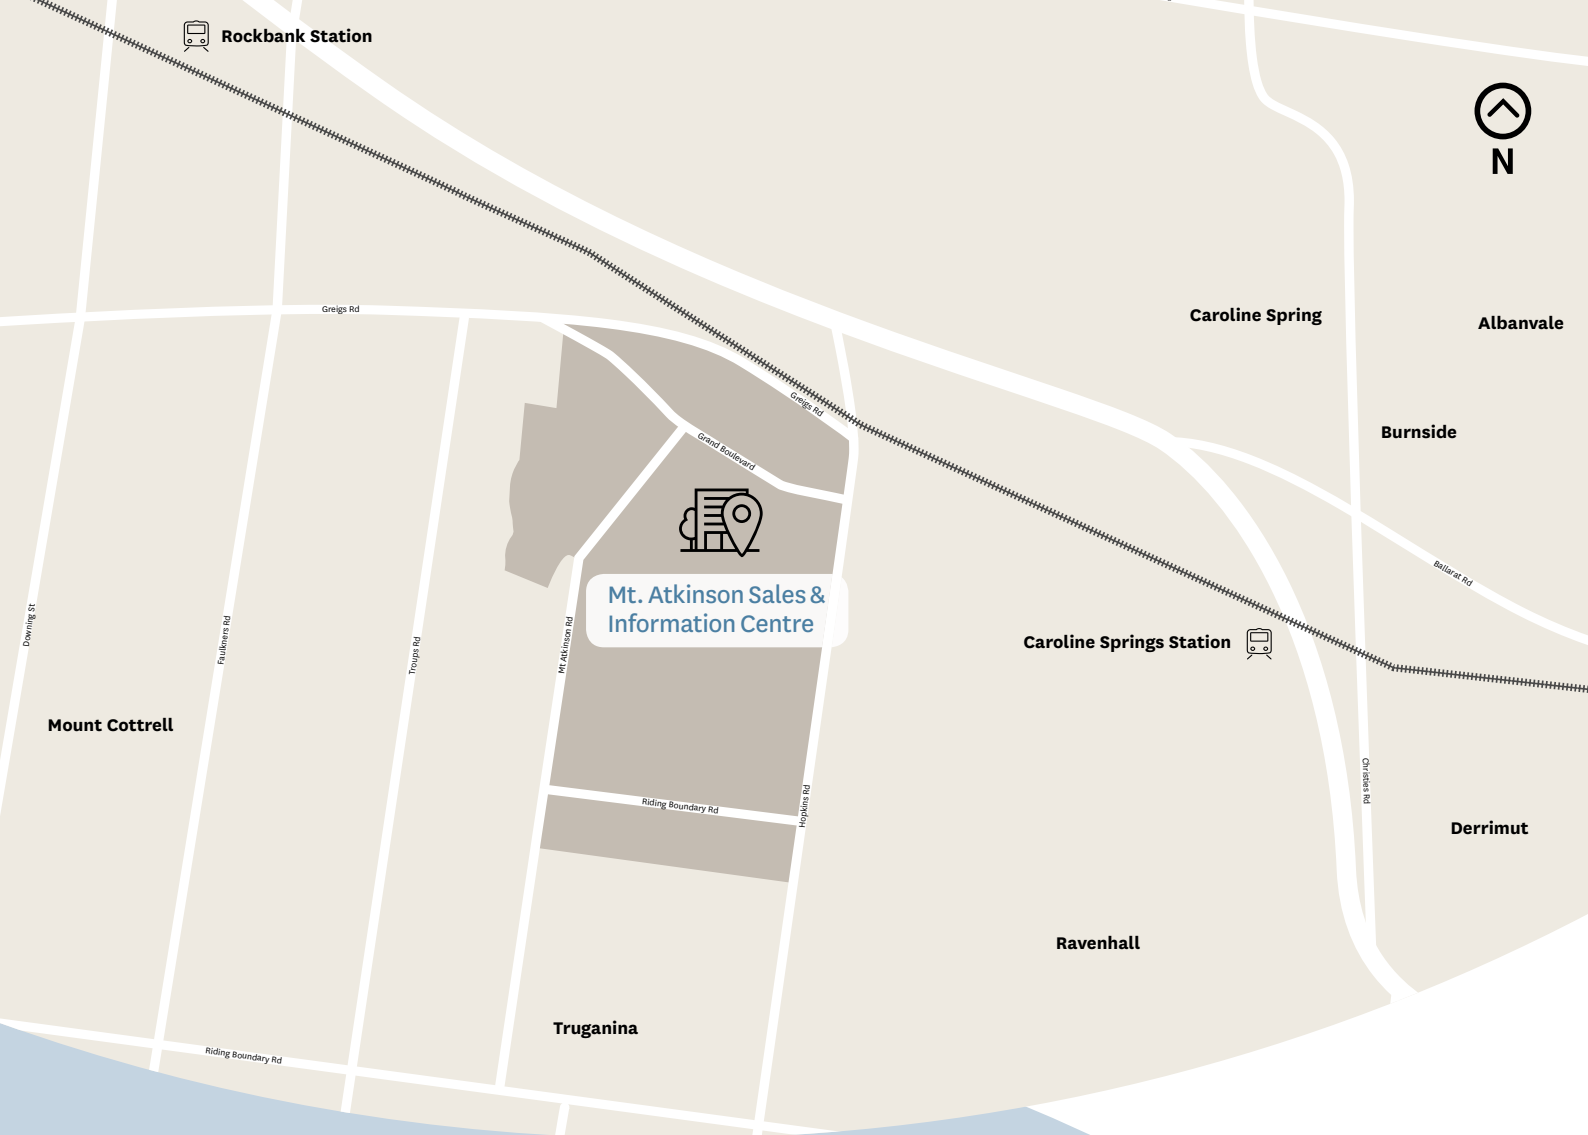 Rockbank Station
N
Greigs Rd
Caroline Spring
Albanvale
Greigs Rd
Burnside
Grand Boulevard
Ballarat Rd
Mt. Atkinson Sales &
Information Centre
Downing St
Faulkners Rd
Troups Rd
Mt Atkinson Rd
Caroline Springs Station
Mount Cottrell
Christies Rd
Riding Boundary Rd
Hopkins Rd
Derrimut
Ravenhall
Truganina
Riding Boundary Rd